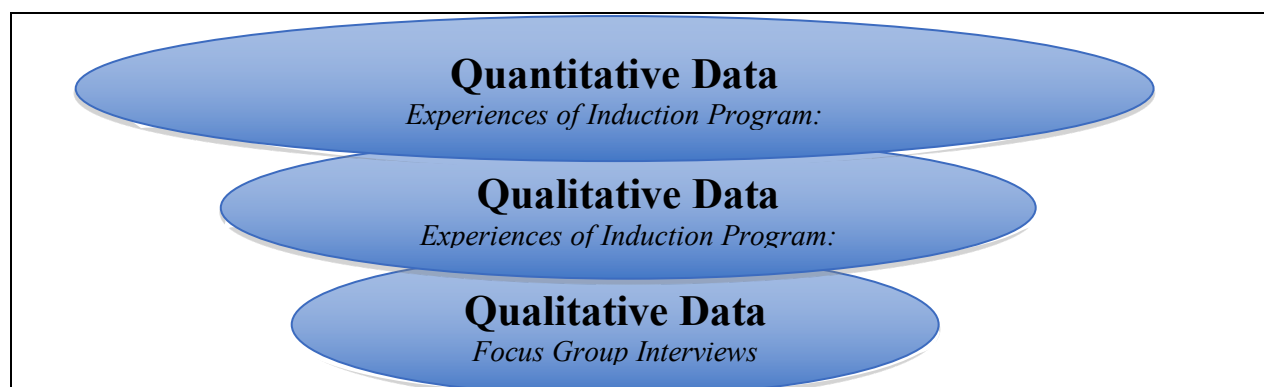 Quantitative Data
Experiences of Induction Program:
Qualitative Data
Experiences of Induction Program:
Qualitative Data
Focus Group Interviews